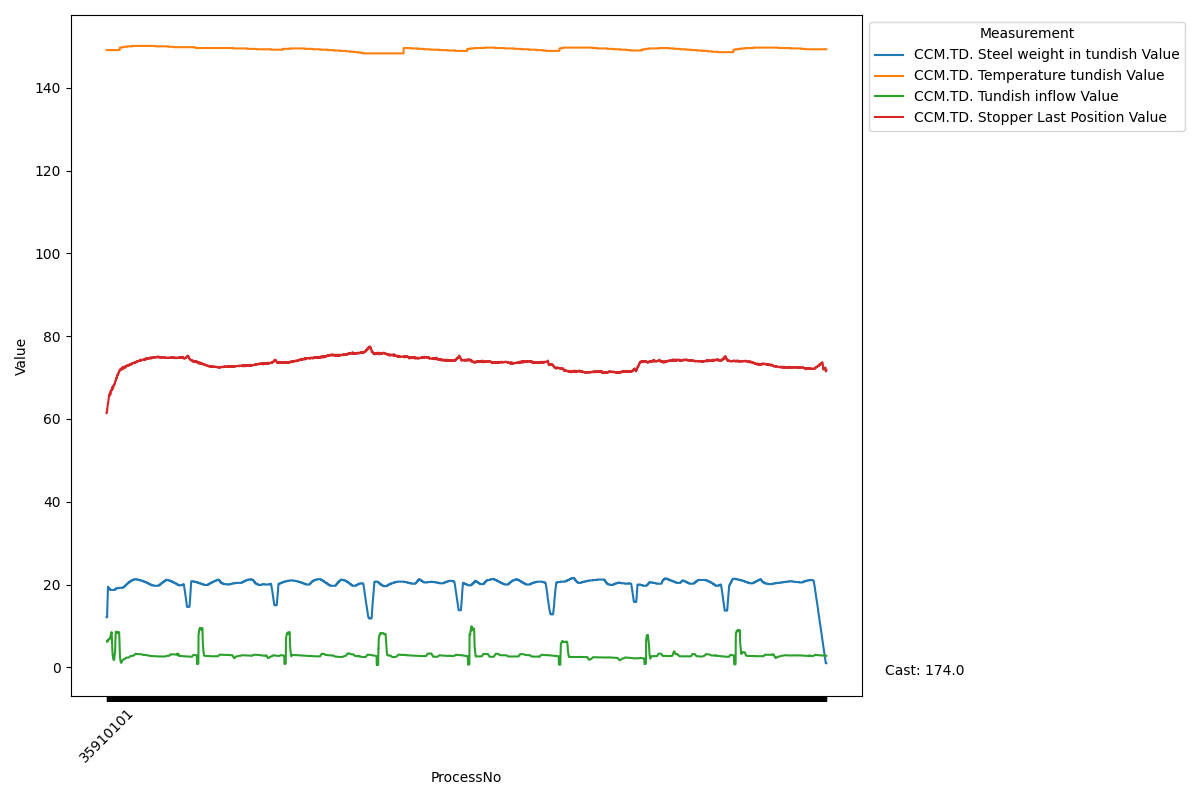 Measurement
CCM.TD. Steel weight in tundish Value
CCM.TD. Temperature tundish Value
CCM.TD. Tundish inflow Value
CCM.TD. Stopper Last Position Value
140
120
100
80
60
40
20
0
Value
Cast: 174.0
35910101
ProcessNo